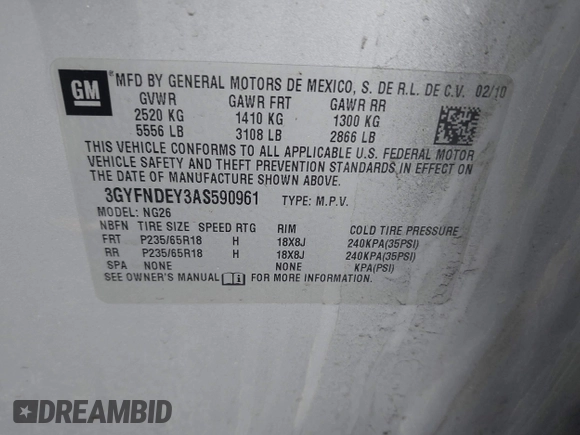 GM
MFD BY GENERAL MOTORS DE MEXICO, S. DE R.L. DE C.V. 02/10
GVWR GAWR FRT GAWR RR
2520 KG 1410 KG 1300 KG
5556 LB 3108 LB 2866 LB
THIS VEHICLE CONFORMS TO ALL APPLICABLE U.S. FEDERAL MOTOR
VEHICLE SAFETY AND THEFT PREVENTION STANDARDS IN EFFECT ON
THE DATE OF MANUFACTURE SHOWN ABOVE.
3GYFNDEY3AS590961 TYPE: M.P.V.
MODEL: NG26
NBFN TIRE SIZE SPEED RTG RIM COLD TIRE PRESSURE
FRT P235/65R18 H 18X8J 240KPA(35PSI)
RR P235/65R18 H 18X8J 240KPA(35PSI)
SPA NONE NONE KPA(PSI)
SEE OWNER'S MANUAL FOR MORE INFORMATION.
DREAMBID